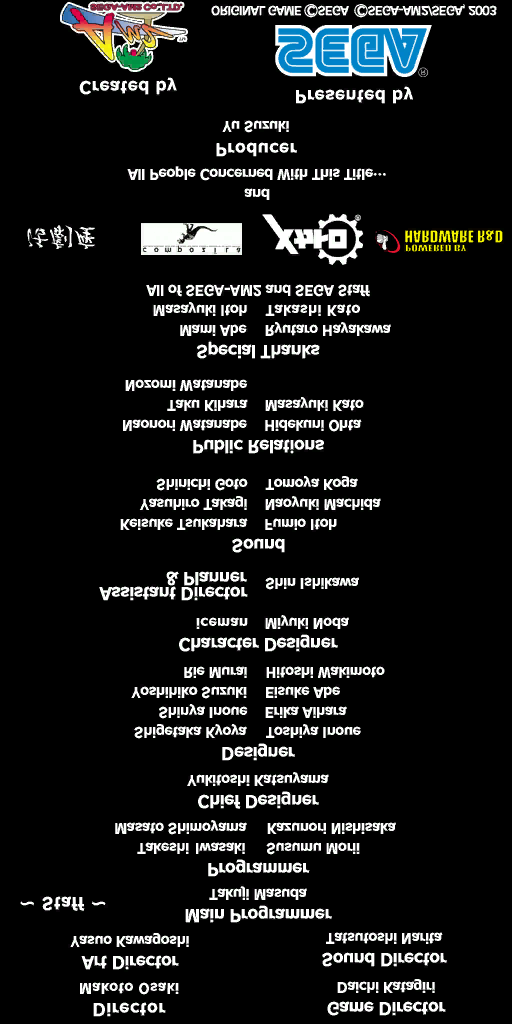 Director
Makoto Osaki
Game Director
Daichi Katagiri
Art Director
Yasuo Kawagoshi
Sound Director
Tatsutoshi Narita
~ Staff ~
Main Programmer
Takuji Masuda
Programmer
Takeshi Iwasaki Susumu Morii
Masato Shimoyama Kazunori Nishisaka
Chief Designer
Yukitoshi Katsuyama
Designer
Shigetaka Kyoya Toshiya Inoue
Shinya Inoue Erika Aihara
Yoshihiko Suzuki Eisuke Abe
Rie Murai Hitoshi Wakimoto
Character Designer
iceman Miyuki Noda
Assistant Director
& Planner
Shin Ishikawa
Sound
Keisuke Tsukahara Fumio Itoh
Yasuhiro Takagi Naoyuki Machida
Shinichi Goto Tomoya Koga
Public Relations
Naonori Watanabe Hidekuni Ohta
Taku Kihara Masayuki Kato
Nozomi Watanabe
Special Thanks
Mami Abe Ryutaro Hayakawa
Masayuki Itoh Takashi Kato
All of SEGA-AM2 and SEGA Staff
compozila
POWERED BY
HARDWARE R&D
and
All People Concerned With This Title...
Producer
Yu Suzuki
Created by
AM2
SEGA-AM2 CO.,LTD.
Presented by
SEGA®
ORIGINAL GAME ©SEGA ©SEGA-AM2/SEGA, 2003